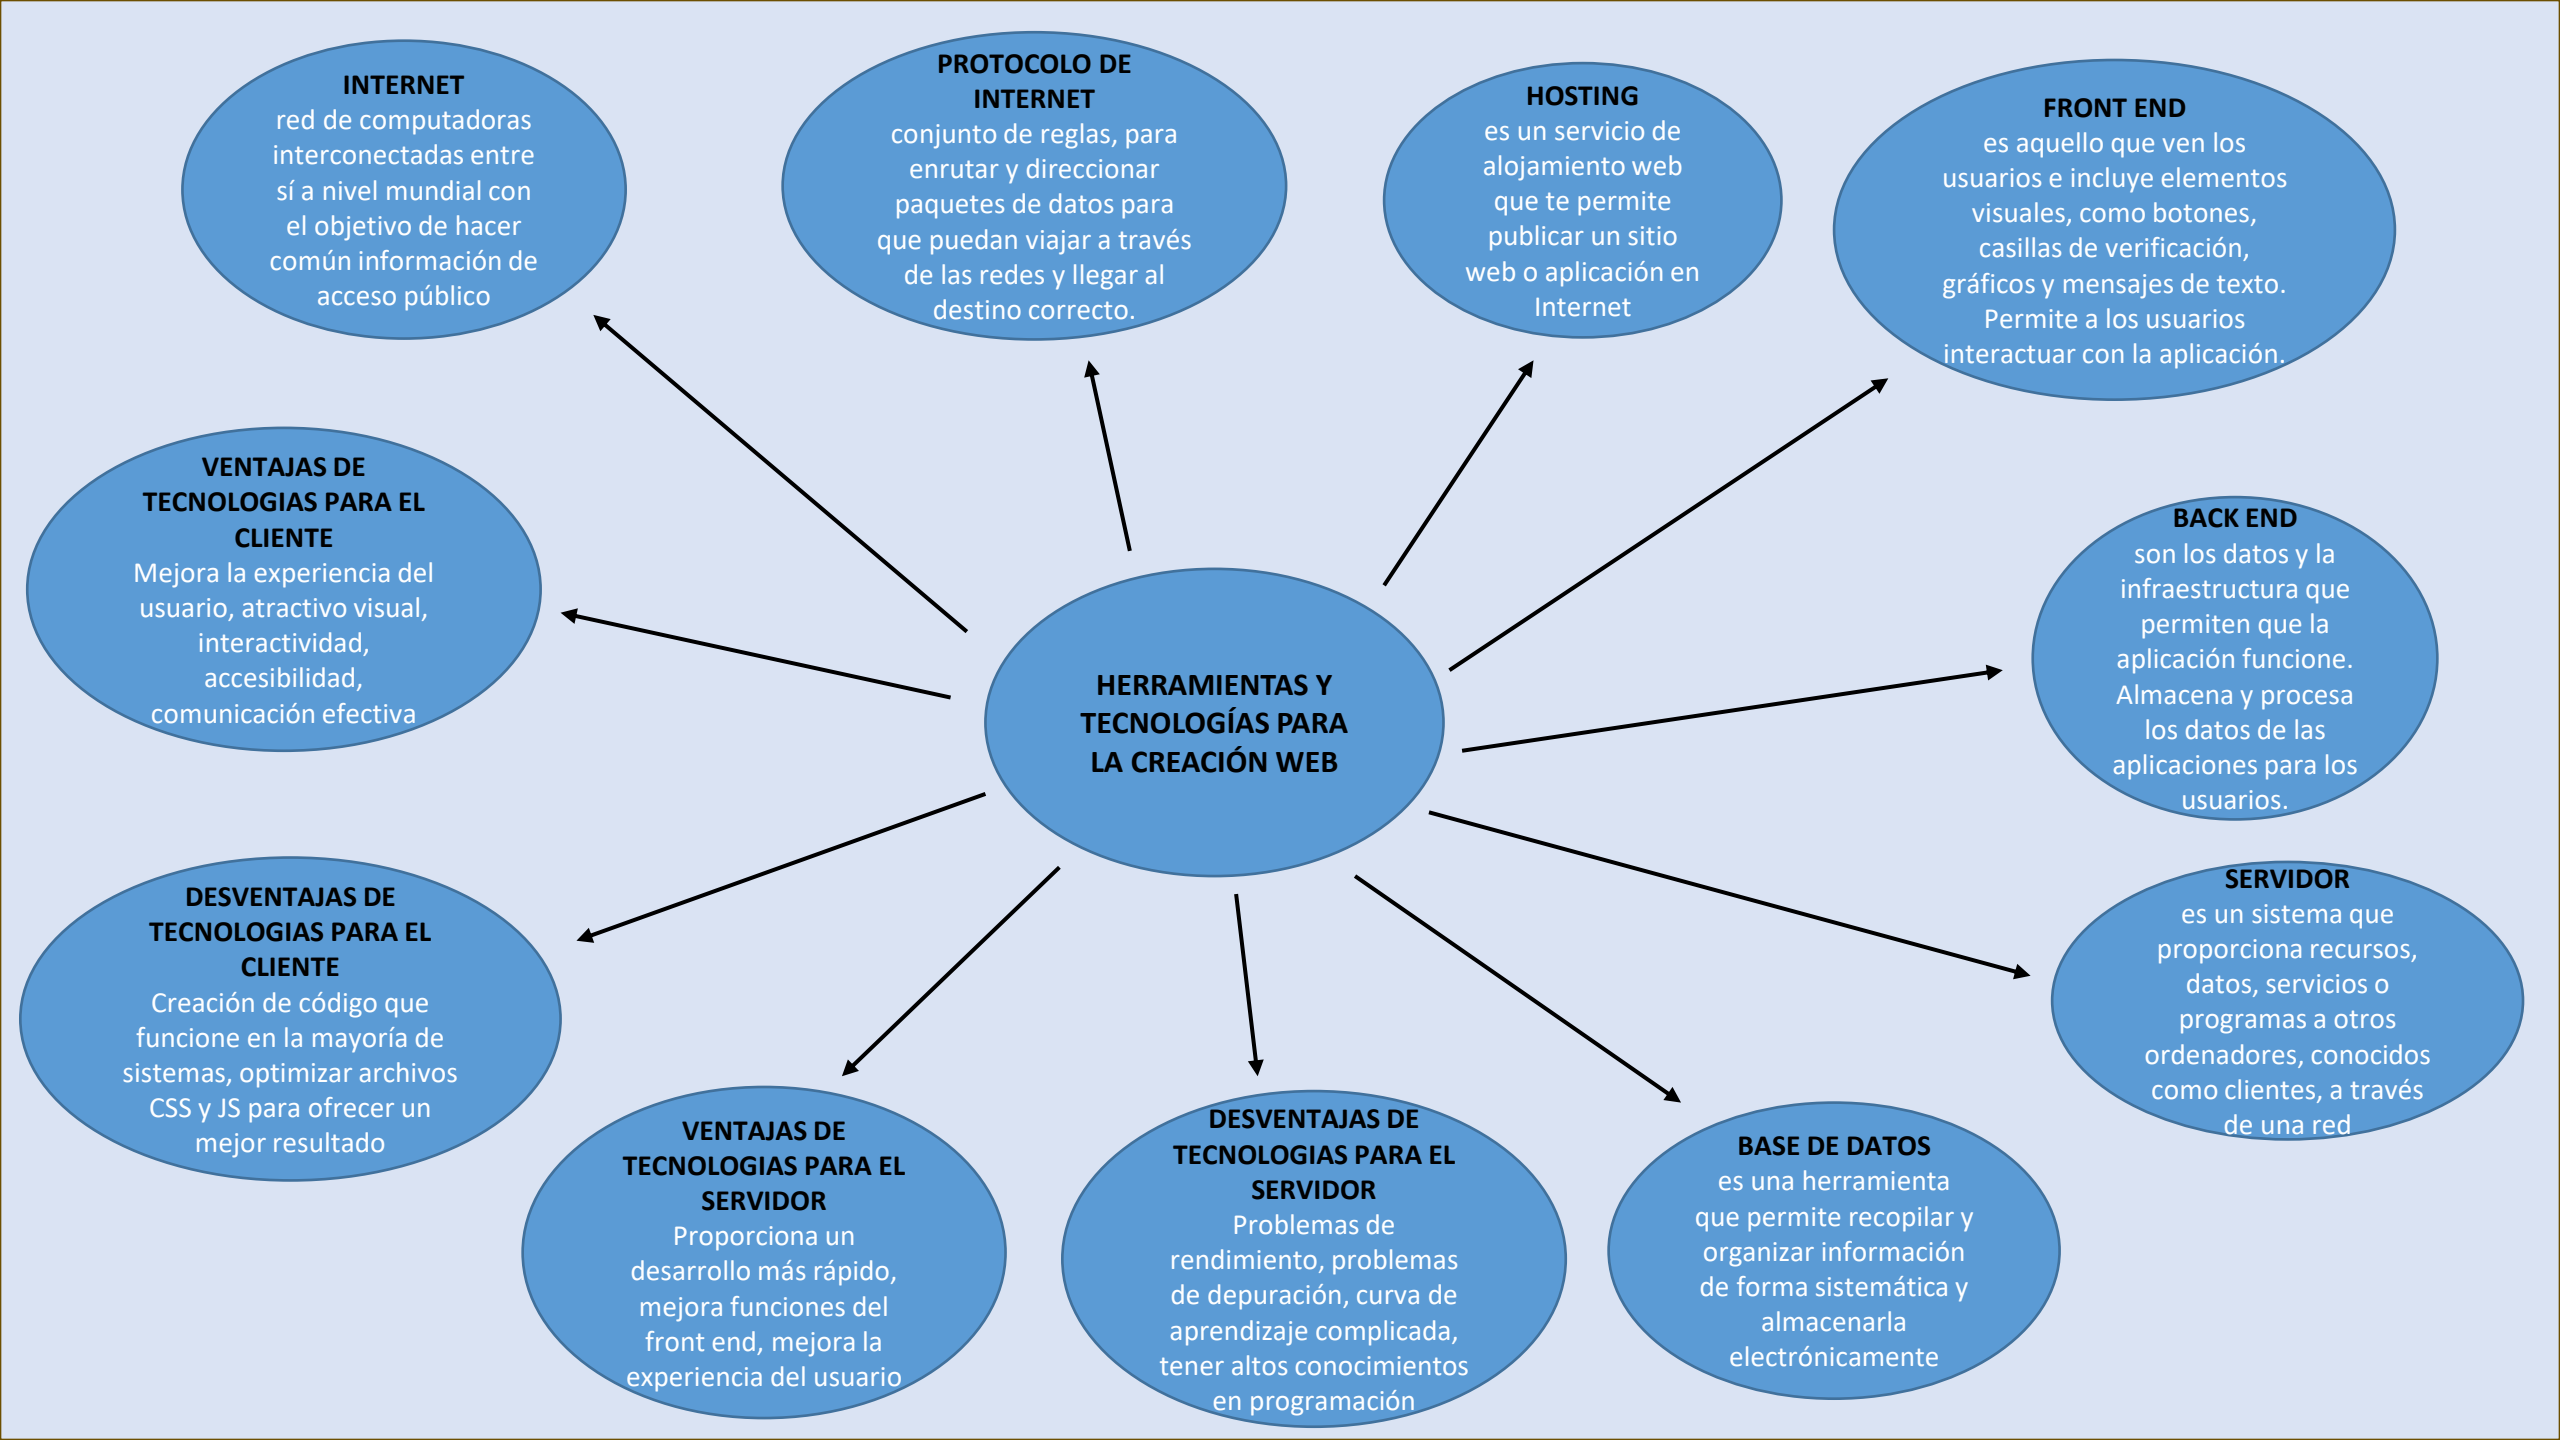 INTERNET
red de computadoras
interconectadas entre
sí a nivel mundial con
el objetivo de hacer
común información de
acceso público
PROTOCOLO DE
INTERNET
conjunto de reglas, para
enrutar y direccionar
paquetes de datos para
que puedan viajar a través
de las redes y llegar al
destino correcto.
HOSTING
es un servicio de
alojamiento web
que te permite
publicar un sitio
web o aplicación en
Internet
FRONT END
es aquello que ven los
usuarios e incluye elementos
visuales, como botones,
casillas de verificación,
gráficos y mensajes de texto.
Permite a los usuarios
interactuar con la aplicación.
VENTAJAS DE
TECNOLOGIAS PARA EL
CLIENTE
Mejora la experiencia del
usuario, atractivo visual,
interactividad,
accesibilidad,
comunicación efectiva
HERRAMIENTAS Y
TECNOLOGÍAS PARA
LA CREACIÓN WEB
BACK END
son los datos y la
infraestructura que
permiten que la
aplicación funcione.
Almacena y procesa
los datos de las
aplicaciones para los
usuarios.
DESVENTAJAS DE
TECNOLOGIAS PARA EL
CLIENTE
Creación de código que
funcione en la mayoría de
sistemas, optimizar archivos
CSS y JS para ofrecer un
mejor resultado
VENTAJAS DE
TECNOLOGIAS PARA EL
SERVIDOR
Proporciona un
desarrollo más rápido,
mejora funciones del
front end, mejora la
experiencia del usuario
DESVENTAJAS DE
TECNOLOGIAS PARA EL
SERVIDOR
Problemas de
rendimiento, problemas
de depuración, curva de
aprendizaje complicada,
tener altos conocimientos
en programación
BASE DE DATOS
es una herramienta
que permite recopilar y
organizar información
de forma sistemática y
almacenarla
electrónicamente
SERVIDOR
es un sistema que
proporciona recursos,
datos, servicios o
programas a otros
ordenadores, conocidos
como clientes, a través
de una red